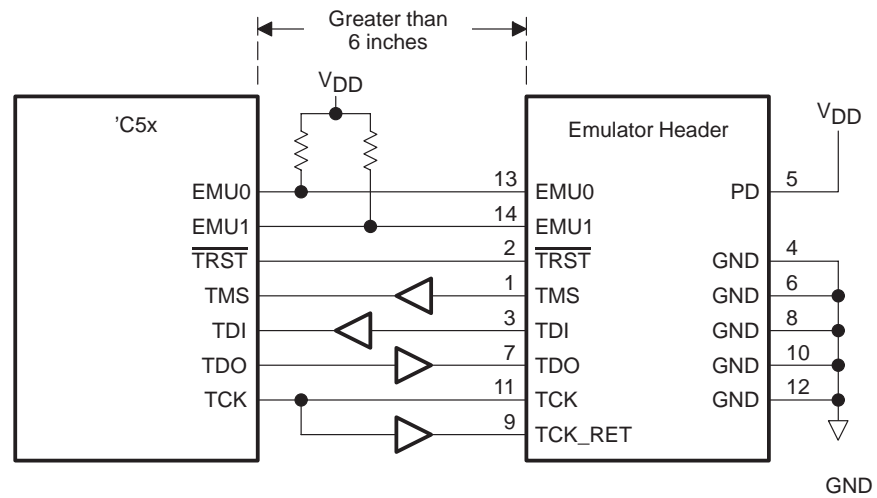 Greater than
6 inches
VDD
'C5x
Emulator Header
VDD
EMU0 13 EMU0 PD 5
EMU1 14 EMU1
TRST 2 TRST GND 4
TMS 1 TMS GND 6
TDI 3 TDI GND 8
TDO 7 TDO GND 10
TCK 11 TCK GND 12
9 TCK_RET
GND